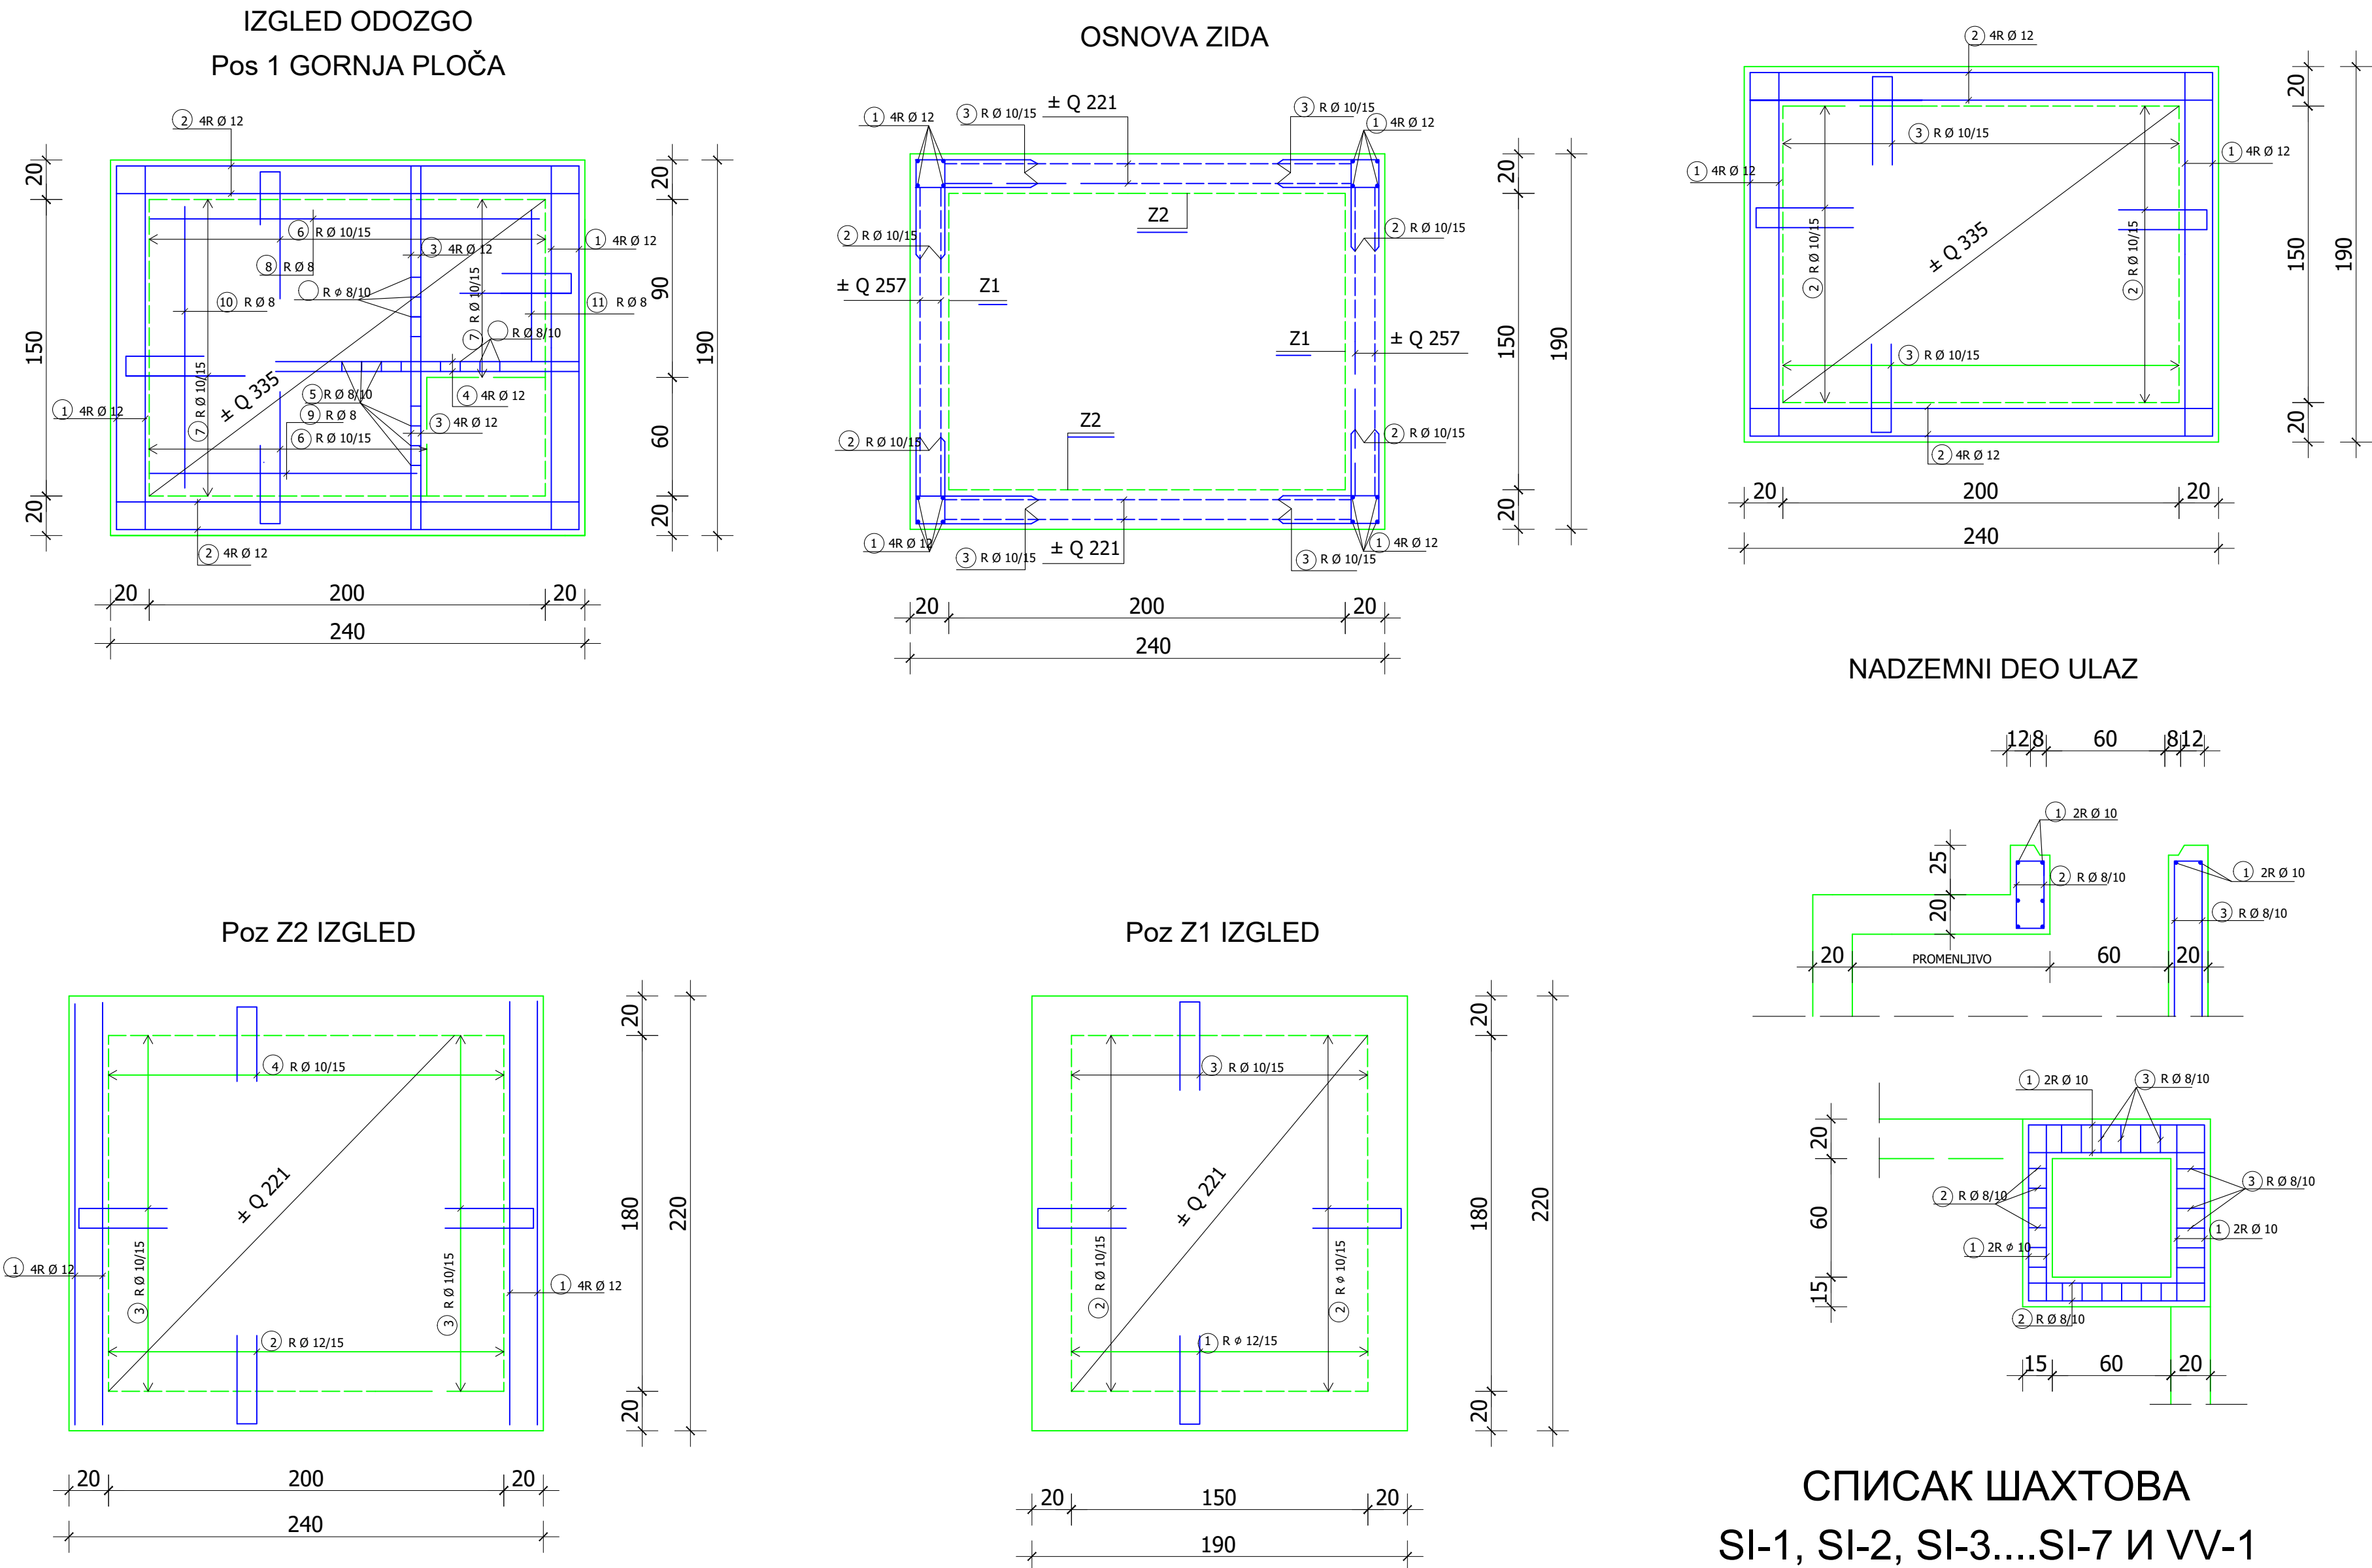 IZGLED ODOZGO
Pos 1 GORNJA PLOČA
2 4R Ø 12
20
150
20
6 R Ø 10/15
3 4R Ø 12
1 4R Ø 12
8 R Ø 8
10 R Ø 8
R ø 8/10
7 R Ø 10/15
11 R Ø 8
R Ø 8/10
7 R Ø 10/15
± Q 335
5 R Ø 8/10
4 4R Ø 12
9 R Ø 8
3 4R Ø 12
1 4R Ø 12
6 R Ø 10/15
2 4R Ø 12
20
90
60
20
190
20
200
20
240
OSNOVA ZIDA
1 4R Ø 12
3 R Ø 10/15
± Q 221
3 R Ø 10/15
1 4R Ø 12
Z2
2 R Ø 10/15
2 R Ø 10/15
± Q 257
Z1
Z1
± Q 257
Z2
2 R Ø 10/15
2 R Ø 10/15
1 4R Ø 12
3 R Ø 10/15
± Q 221
3 R Ø 10/15
1 4R Ø 12
20
150
20
190
20
200
20
240
2 4R Ø 12
3 R Ø 10/15
1 4R Ø 12
1 4R Ø 12
2 R Ø 10/15
± Q 335
2 R Ø 10/15
3 R Ø 10/15
2 4R Ø 12
20
150
20
190
20
200
20
240
NADZEMNI DEO ULAZ
12
8
60
8
12
1 2R Ø 10
25
2 R Ø 8/10
1 2R Ø 10
20
3 R Ø 8/10
20
PROMENLJIVO
60
20
1 2R Ø 10
3 R Ø 8/10
20
60
15
2 R Ø 8/10
3 R Ø 8/10
1 2R ø 10
1 2R Ø 10
2 R Ø 8/10
15
60
20
Poz Z2 IZGLED
4 R Ø 10/15
± Q 221
3 R Ø 10/15
3 R Ø 10/15
1 4R Ø 12
1 4R Ø 12
2 R Ø 12/15
20
180
20
220
20
200
20
240
Poz Z1 IZGLED
3 R Ø 10/15
± Q 221
2 R Ø 10/15
2 R ø 10/15
1 R ø 12/15
20
180
20
220
20
150
20
190
СПИСАК ШАХТОВА
SI-1, SI-2, SI-3....SI-7 И VV-1